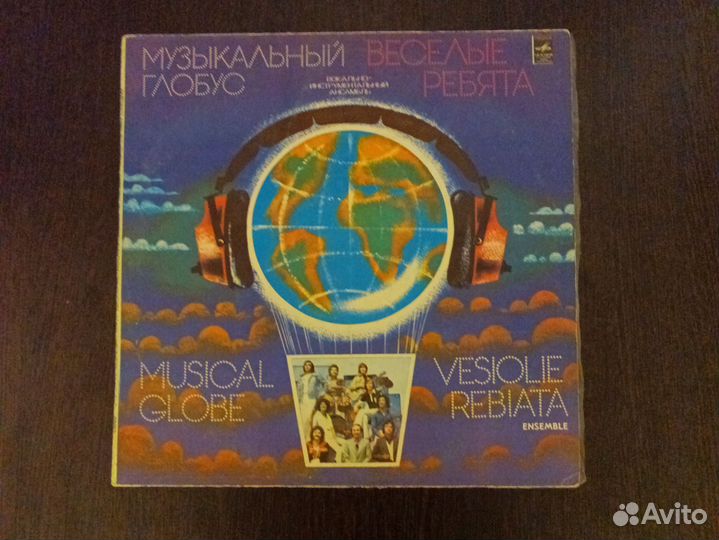 МУЗЫКАЛЬНЫЙ
ГЛОБУС
ВЕСЕЛЫЕ
РЕБЯТА
ВОКАЛЬНО-
ИНСТРУМЕНТАЛЬНЫЙ
АНСАМБЛЬ
MUSICAL
GLOBE
VESIOLIE
REBIATA
ENSEMBLE
Avito